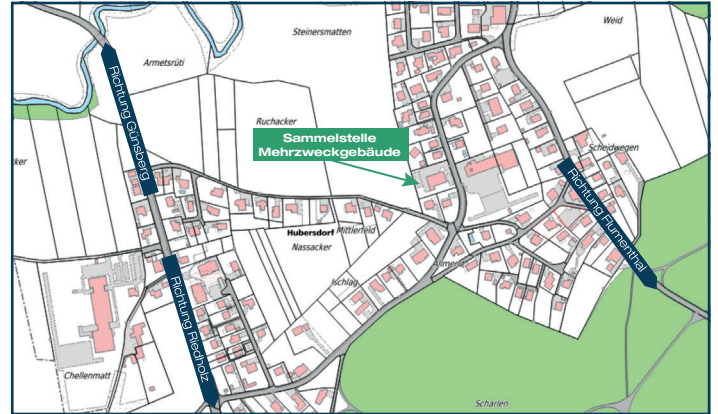 Steinersmatten
Weid
Armetsrüti
Richtung Günsberg
Ruchacker
Sammelstelle
Mehrzweckgebäude
Scheidwegen
ker
Richtung Flumenthal
Hubersdorf
Mittlerfeld
Nassacker
Allmend
Ischlag
Richtung Riedholz
Chellenmatt
Scharlen